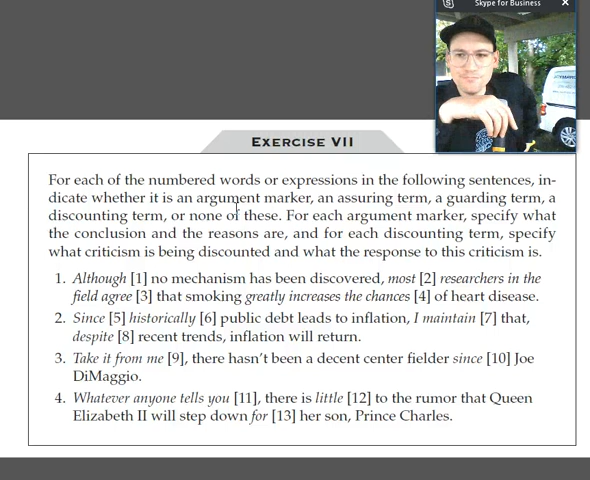 Skype for Business
EXERCISE VII
For each of the numbered words or expressions in the following sentences, in-
dicate whether it is an argument marker, an assuring term, a guarding term, a
discounting term, or none of these. For each argument marker, specify what
the conclusion and the reasons are, and for each discounting term, specify
what criticism is being discounted and what the response to this criticism is.
1. Although [1] no mechanism has been discovered, most [2] researchers in the
field agree [3] that smoking greatly increases the chances [4] of heart disease.
2. Since [5] historically [6] public debt leads to inflation, I maintain [7] that,
despite [8] recent trends, inflation will return.
3. Take it from me [9], there hasn't been a decent center fielder since [10] Joe
DiMaggio.
4. Whatever anyone tells you [11], there is little [12] to the rumor that Queen
Elizabeth II will step down for [13] her son, Prince Charles.